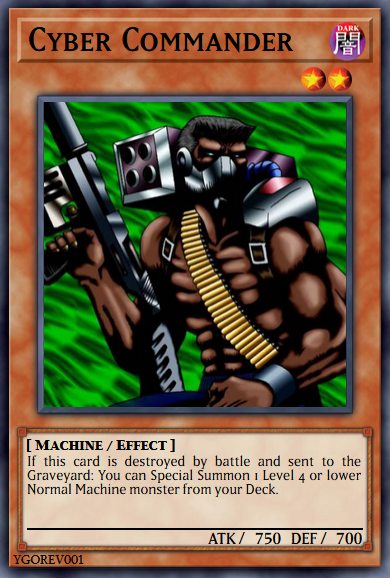 CYBER COMMANDER
DARK
闇
[ MACHINE / EFFECT ]
If this card is destroyed by battle and sent to the
Graveyard: You can Special Summon 1 Level 4 or lower
Normal Machine monster from your Deck.
ATK / 750 DEF / 700
YGOREV001